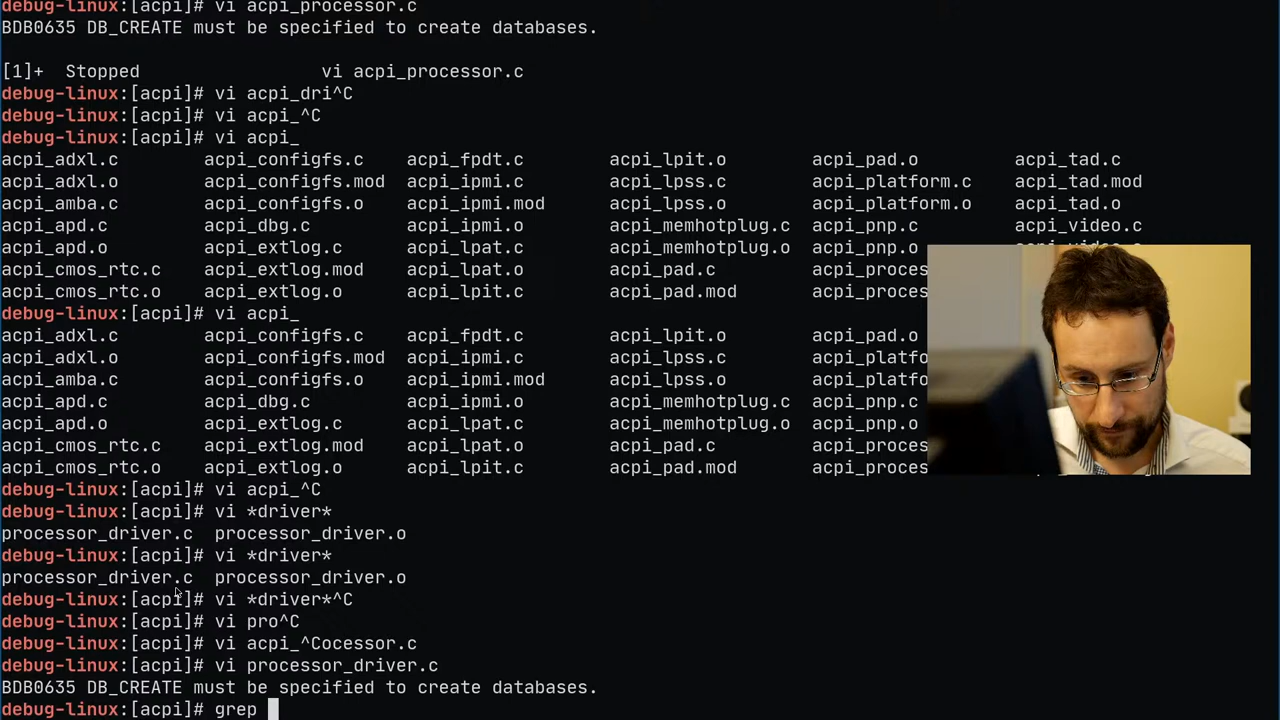 debug-linux:[acpi]# vi acpi_processor.c
BDB0635 DB_CREATE must be specified to create databases.
[1]+  Stopped                 vi acpi_processor.c
debug-linux:[acpi]# vi acpi_dri^C
debug-linux:[acpi]# vi acpi_^C
debug-linux:[acpi]# vi acpi_
acpi_adxl.c acpi_configfs.c acpi_fpdt.c acpi_lpit.o acpi_pad.o acpi_tad.c
acpi_adxl.o acpi_configfs.mod acpi_ipmi.c acpi_lpss.c acpi_platform.c acpi_tad.mod
acpi_amba.c acpi_configfs.o acpi_ipmi.mod acpi_lpss.o acpi_platform.o acpi_tad.o
acpi_apd.c acpi_dbg.c acpi_ipmi.o acpi_memhotplug.c acpi_pnp.c acpi_video.c
acpi_apd.o acpi_extlog.c acpi_lpat.c acpi_memhotplug.o acpi_pnp.o
acpi_cmos_rtc.c acpi_extlog.mod acpi_lpat.o acpi_pad.c acpi_proces
acpi_cmos_rtc.o acpi_extlog.o acpi_lpit.c acpi_pad.mod acpi_proces
debug-linux:[acpi]# vi acpi_
acpi_adxl.c acpi_configfs.c acpi_fpdt.c acpi_lpit.o acpi_pad.o
acpi_adxl.o acpi_configfs.mod acpi_ipmi.c acpi_lpss.c acpi_platfo
acpi_amba.c acpi_configfs.o acpi_ipmi.mod acpi_lpss.o acpi_platfo
acpi_apd.c acpi_dbg.c acpi_ipmi.o acpi_memhotplug.c acpi_pnp.c
acpi_apd.o acpi_extlog.c acpi_lpat.c acpi_memhotplug.o acpi_pnp.o
acpi_cmos_rtc.c acpi_extlog.mod acpi_lpat.o acpi_pad.c acpi_proces
acpi_cmos_rtc.o acpi_extlog.o acpi_lpit.c acpi_pad.mod acpi_proces
debug-linux:[acpi]# vi acpi_^C
debug-linux:[acpi]# vi *driver*
processor_driver.c  processor_driver.o
debug-linux:[acpi]# vi *driver*
processor_driver.c  processor_driver.o
debug-linux:[acpi]# vi *driver*^C
debug-linux:[acpi]# vi pro^C
debug-linux:[acpi]# vi acpi_^Cocessor.c
debug-linux:[acpi]# vi processor_driver.c
BDB0635 DB_CREATE must be specified to create databases.
debug-linux:[acpi]# grep